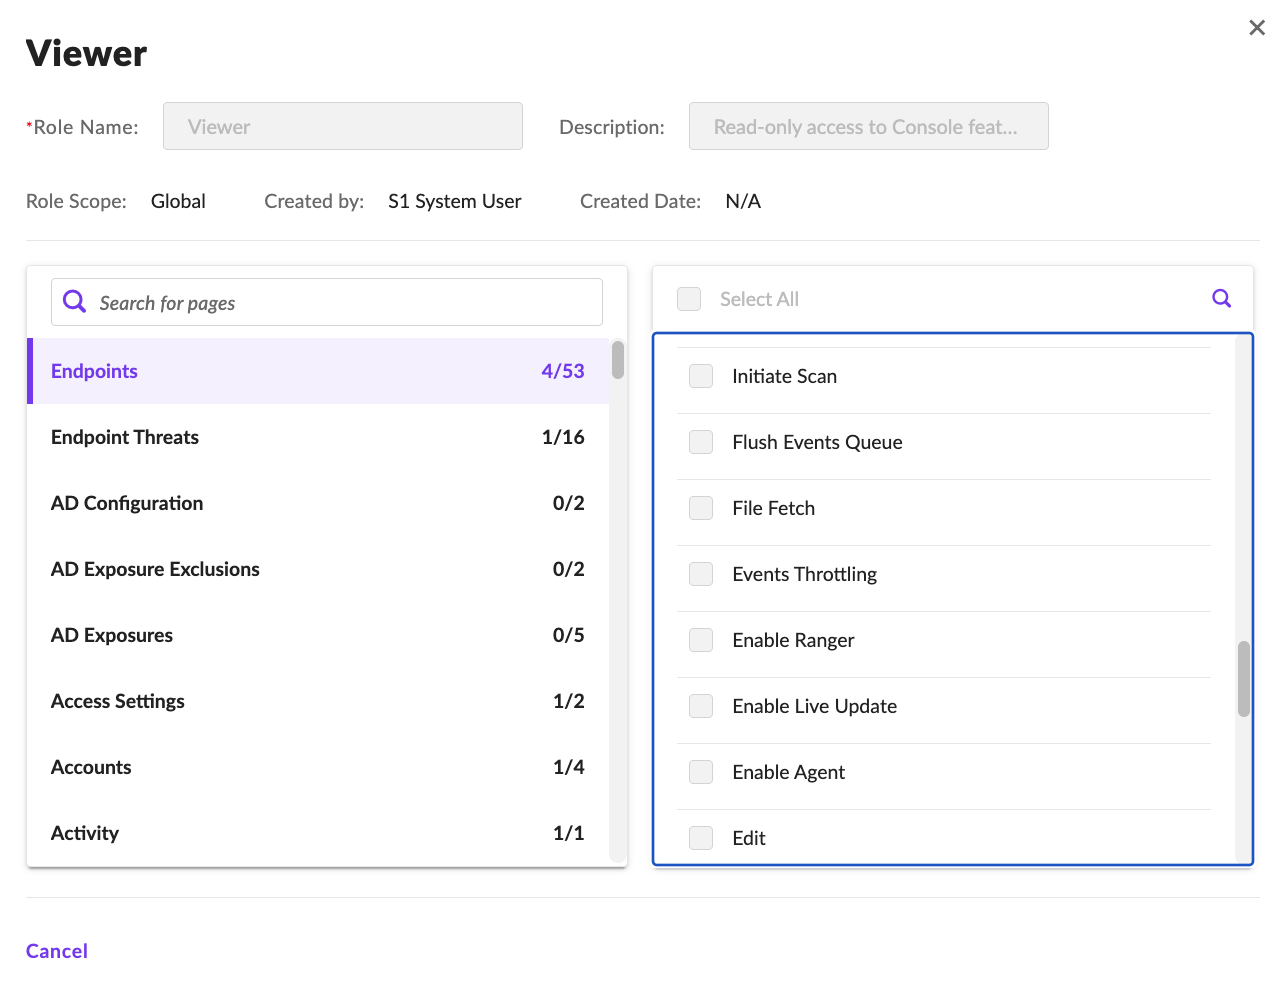 Viewer
*Role Name: Viewer Description: Read-only access to Console feat...
Role Scope: Global Created by: S1 System User Created Date: N/A
Search for pages
Endpoints 4/53
Endpoint Threats 1/16
AD Configuration 0/2
AD Exposure Exclusions 0/2
AD Exposures 0/5
Access Settings 1/2
Accounts 1/4
Activity 1/1
Select All
Initiate Scan
Flush Events Queue
File Fetch
Events Throttling
Enable Ranger
Enable Live Update
Enable Agent
Edit
Cancel